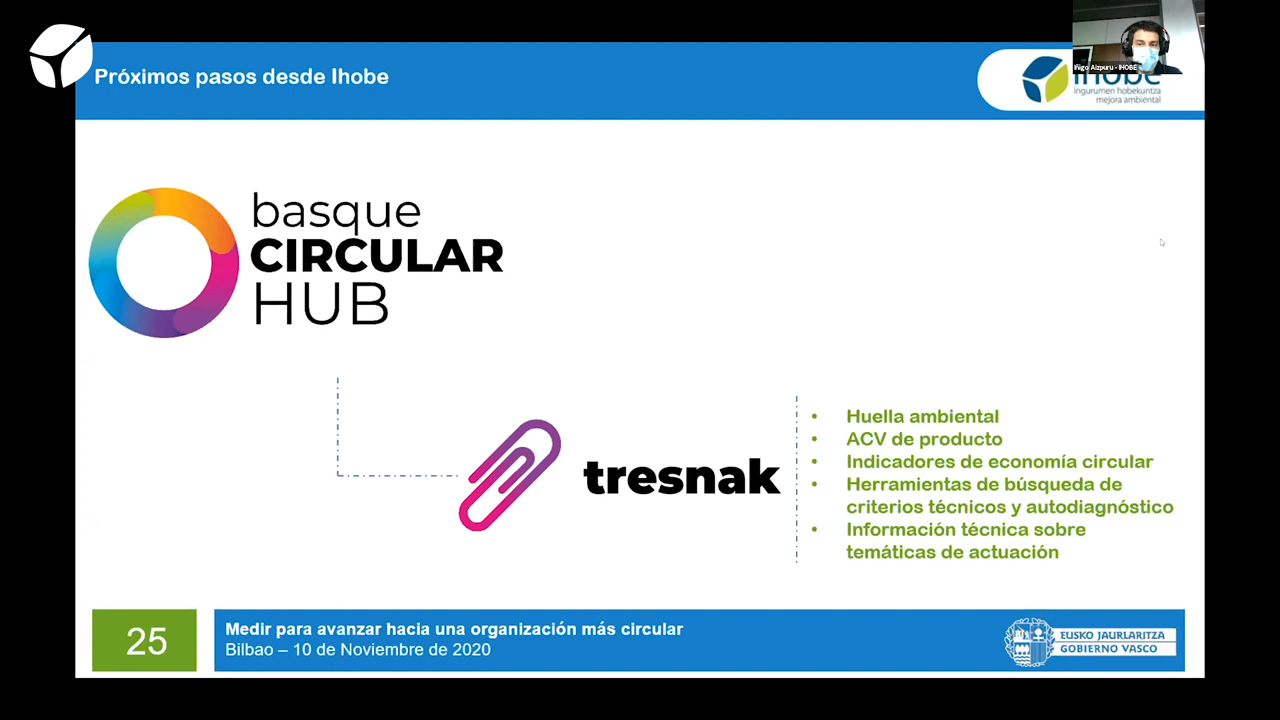 Próximos pasos desde Ihobe
Iñigo Aizpuru - IHOBE
ihobe
ingurumen hobekuntza
mejora ambiental
basque
CIRCULAR
HUB
tresnak
• Huella ambiental
• ACV de producto
• Indicadores de economía circular
• Herramientas de búsqueda de
criterios técnicos y autodiagnóstico
• Información técnica sobre
temáticas de actuación
25
Medir para avanzar hacia una organización más circular
Bilbao – 10 de Noviembre de 2020
EUSKO JAURLARITZA
GOBIERNO VASCO